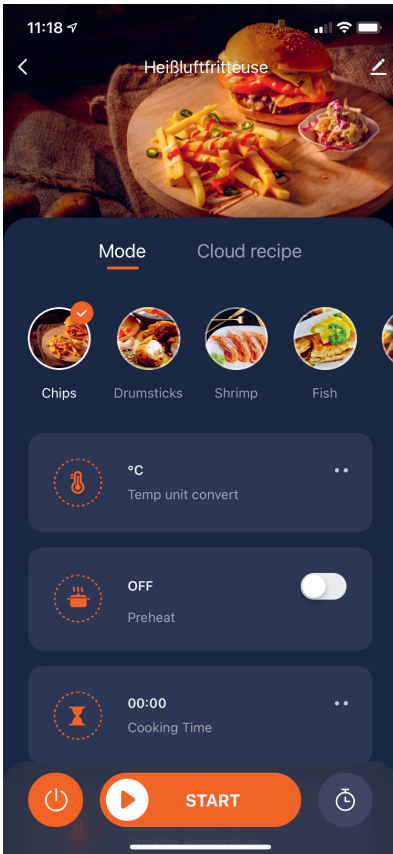 11:18
Heißluftfritteuse
Mode
Cloud recipe
Chips
Drumsticks
Shrimp
Fish
°C
Temp unit convert
OFF
Preheat
00:00
Cooking Time
START